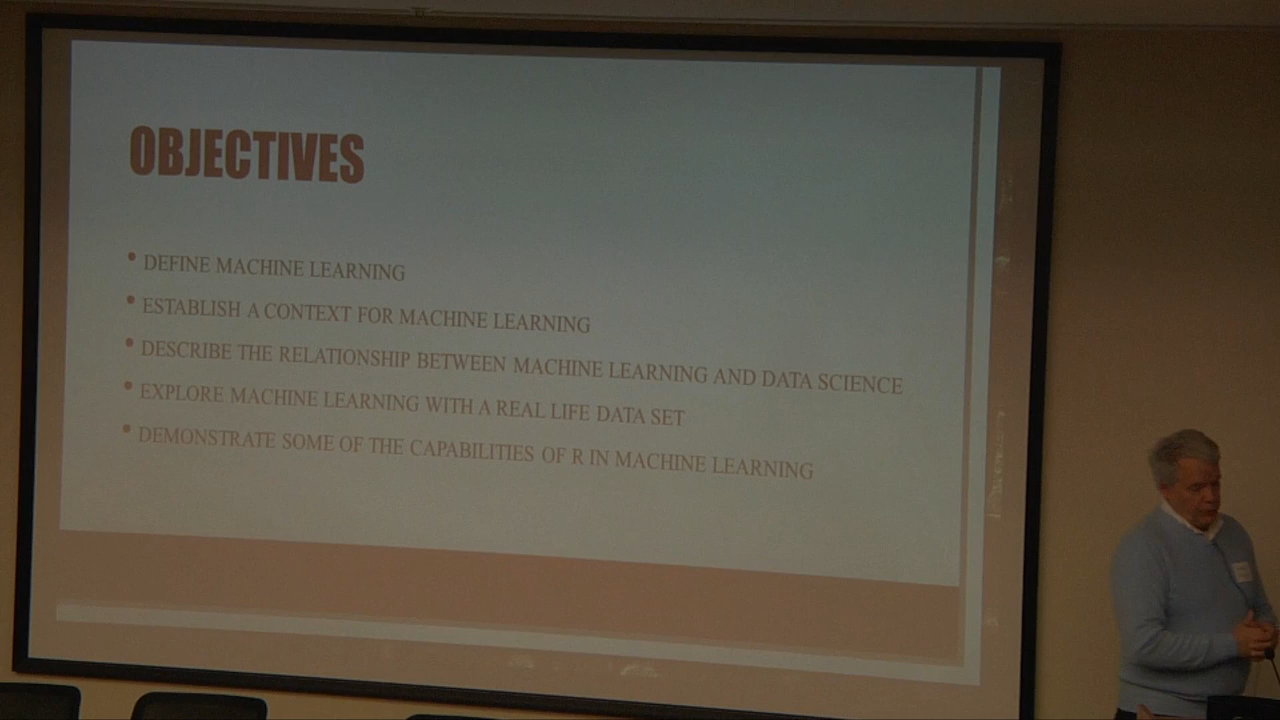 OBJECTIVES
• DEFINE MACHINE LEARNING
• ESTABLISH A CONTEXT FOR MACHINE LEARNING
• DESCRIBE THE RELATIONSHIP BETWEEN MACHINE LEARNING AND DATA SCIENCE
• EXPLORE MACHINE LEARNING WITH A REAL LIFE DATA SET
• DEMONSTRATE SOME OF THE CAPABILITIES OF R IN MACHINE LEARNING